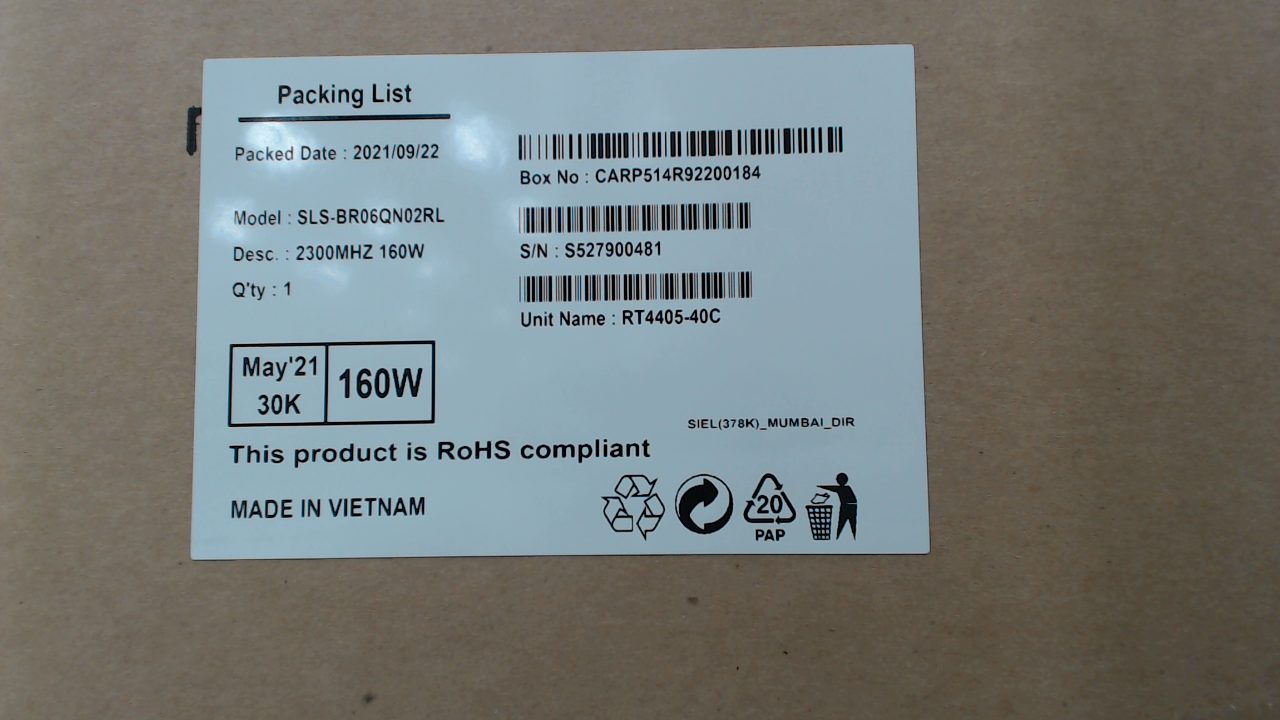 Packing List
Packed Date : 2021/09/22
Box No : CARP514R92200184
Model : SLS-BR06QN02RL
S/N : S527900481
Desc. : 2300MHZ 160W
Q'ty : 1
Unit Name : RT4405-40C
May'21
30K
160W
SIEL(378K)_MUMBAI_DIR
This product is RoHS compliant
MADE IN VIETNAM
20
PAP